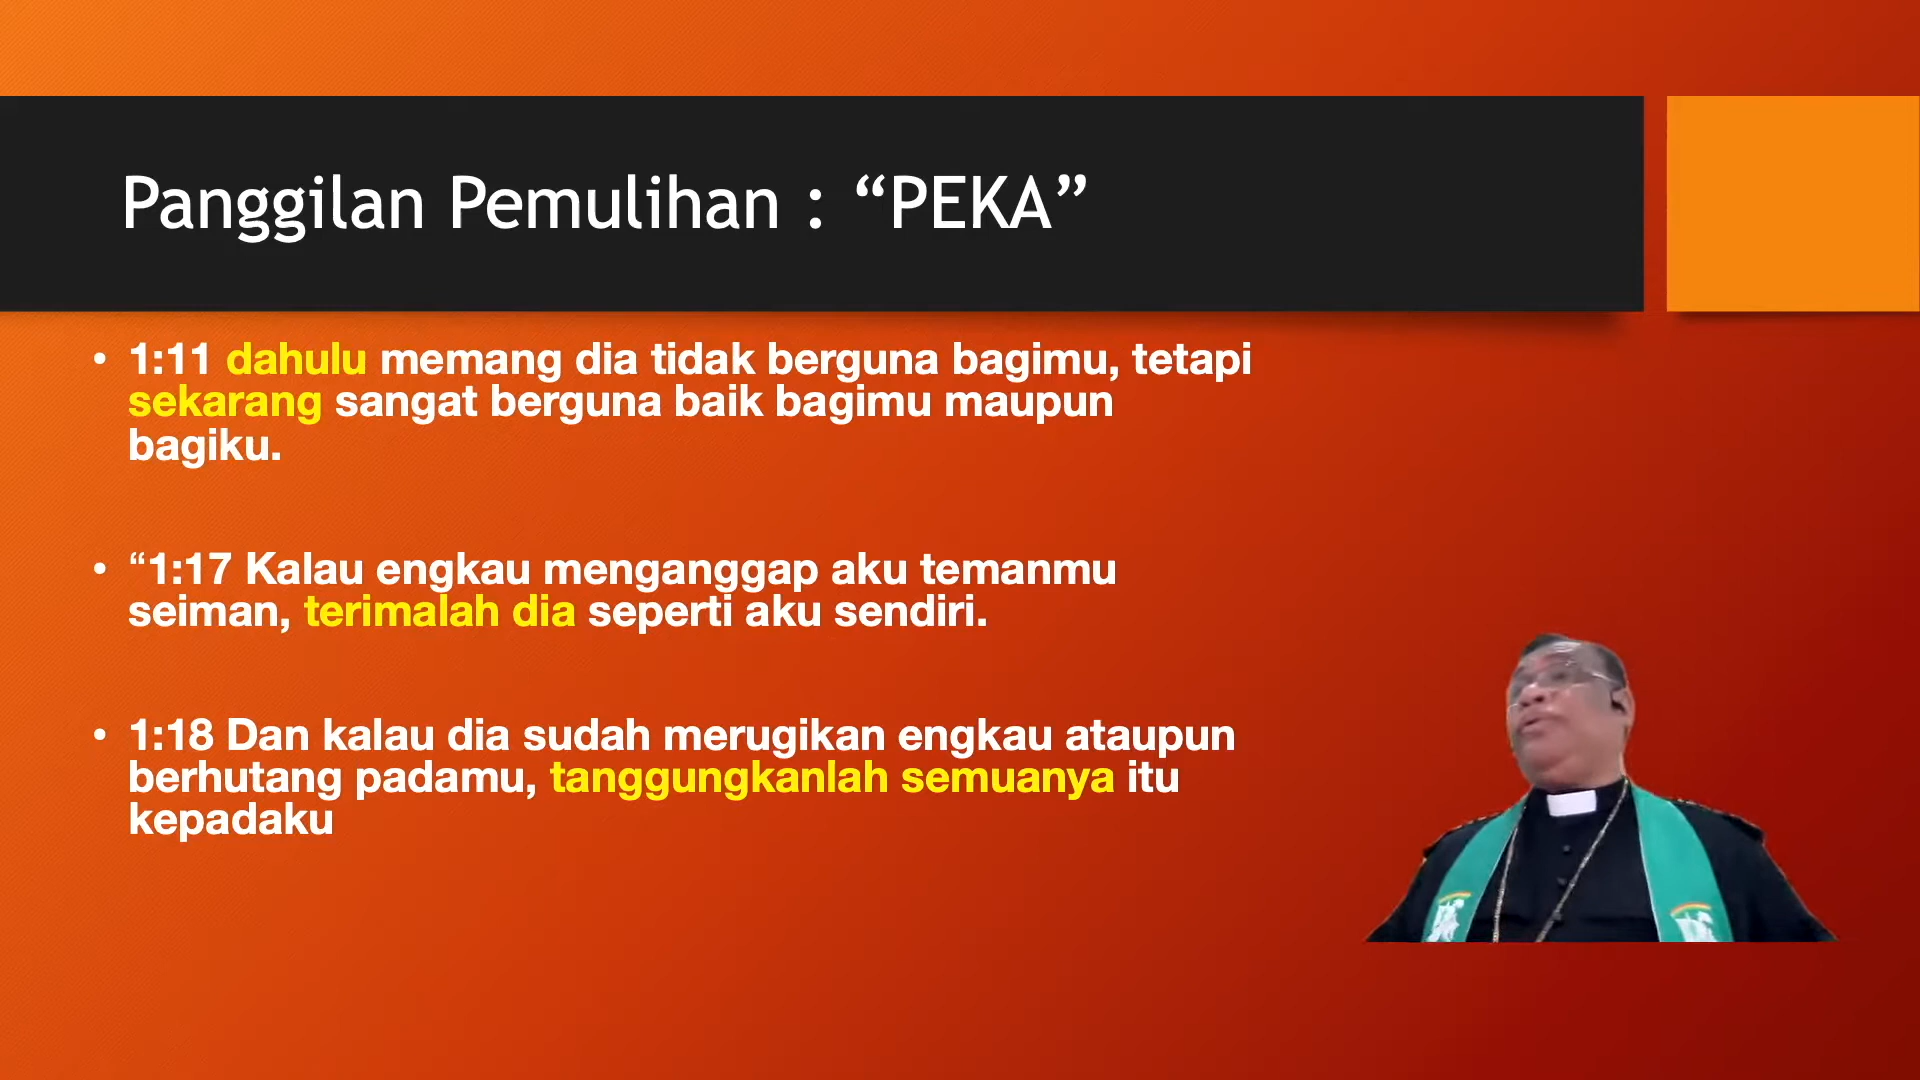 Panggilan Pemulihan : “PEKA”
• 1:11 dahulu memang dia tidak berguna bagimu, tetapi
sekarang sangat berguna baik bagimu maupun
bagiku.
• “1:17 Kalau engkau menganggap aku temanmu
seiman, terimalah dia seperti aku sendiri.
• 1:18 Dan kalau dia sudah merugikan engkau ataupun
berhutang padamu, tanggungkanlah semuanya itu
kepadaku